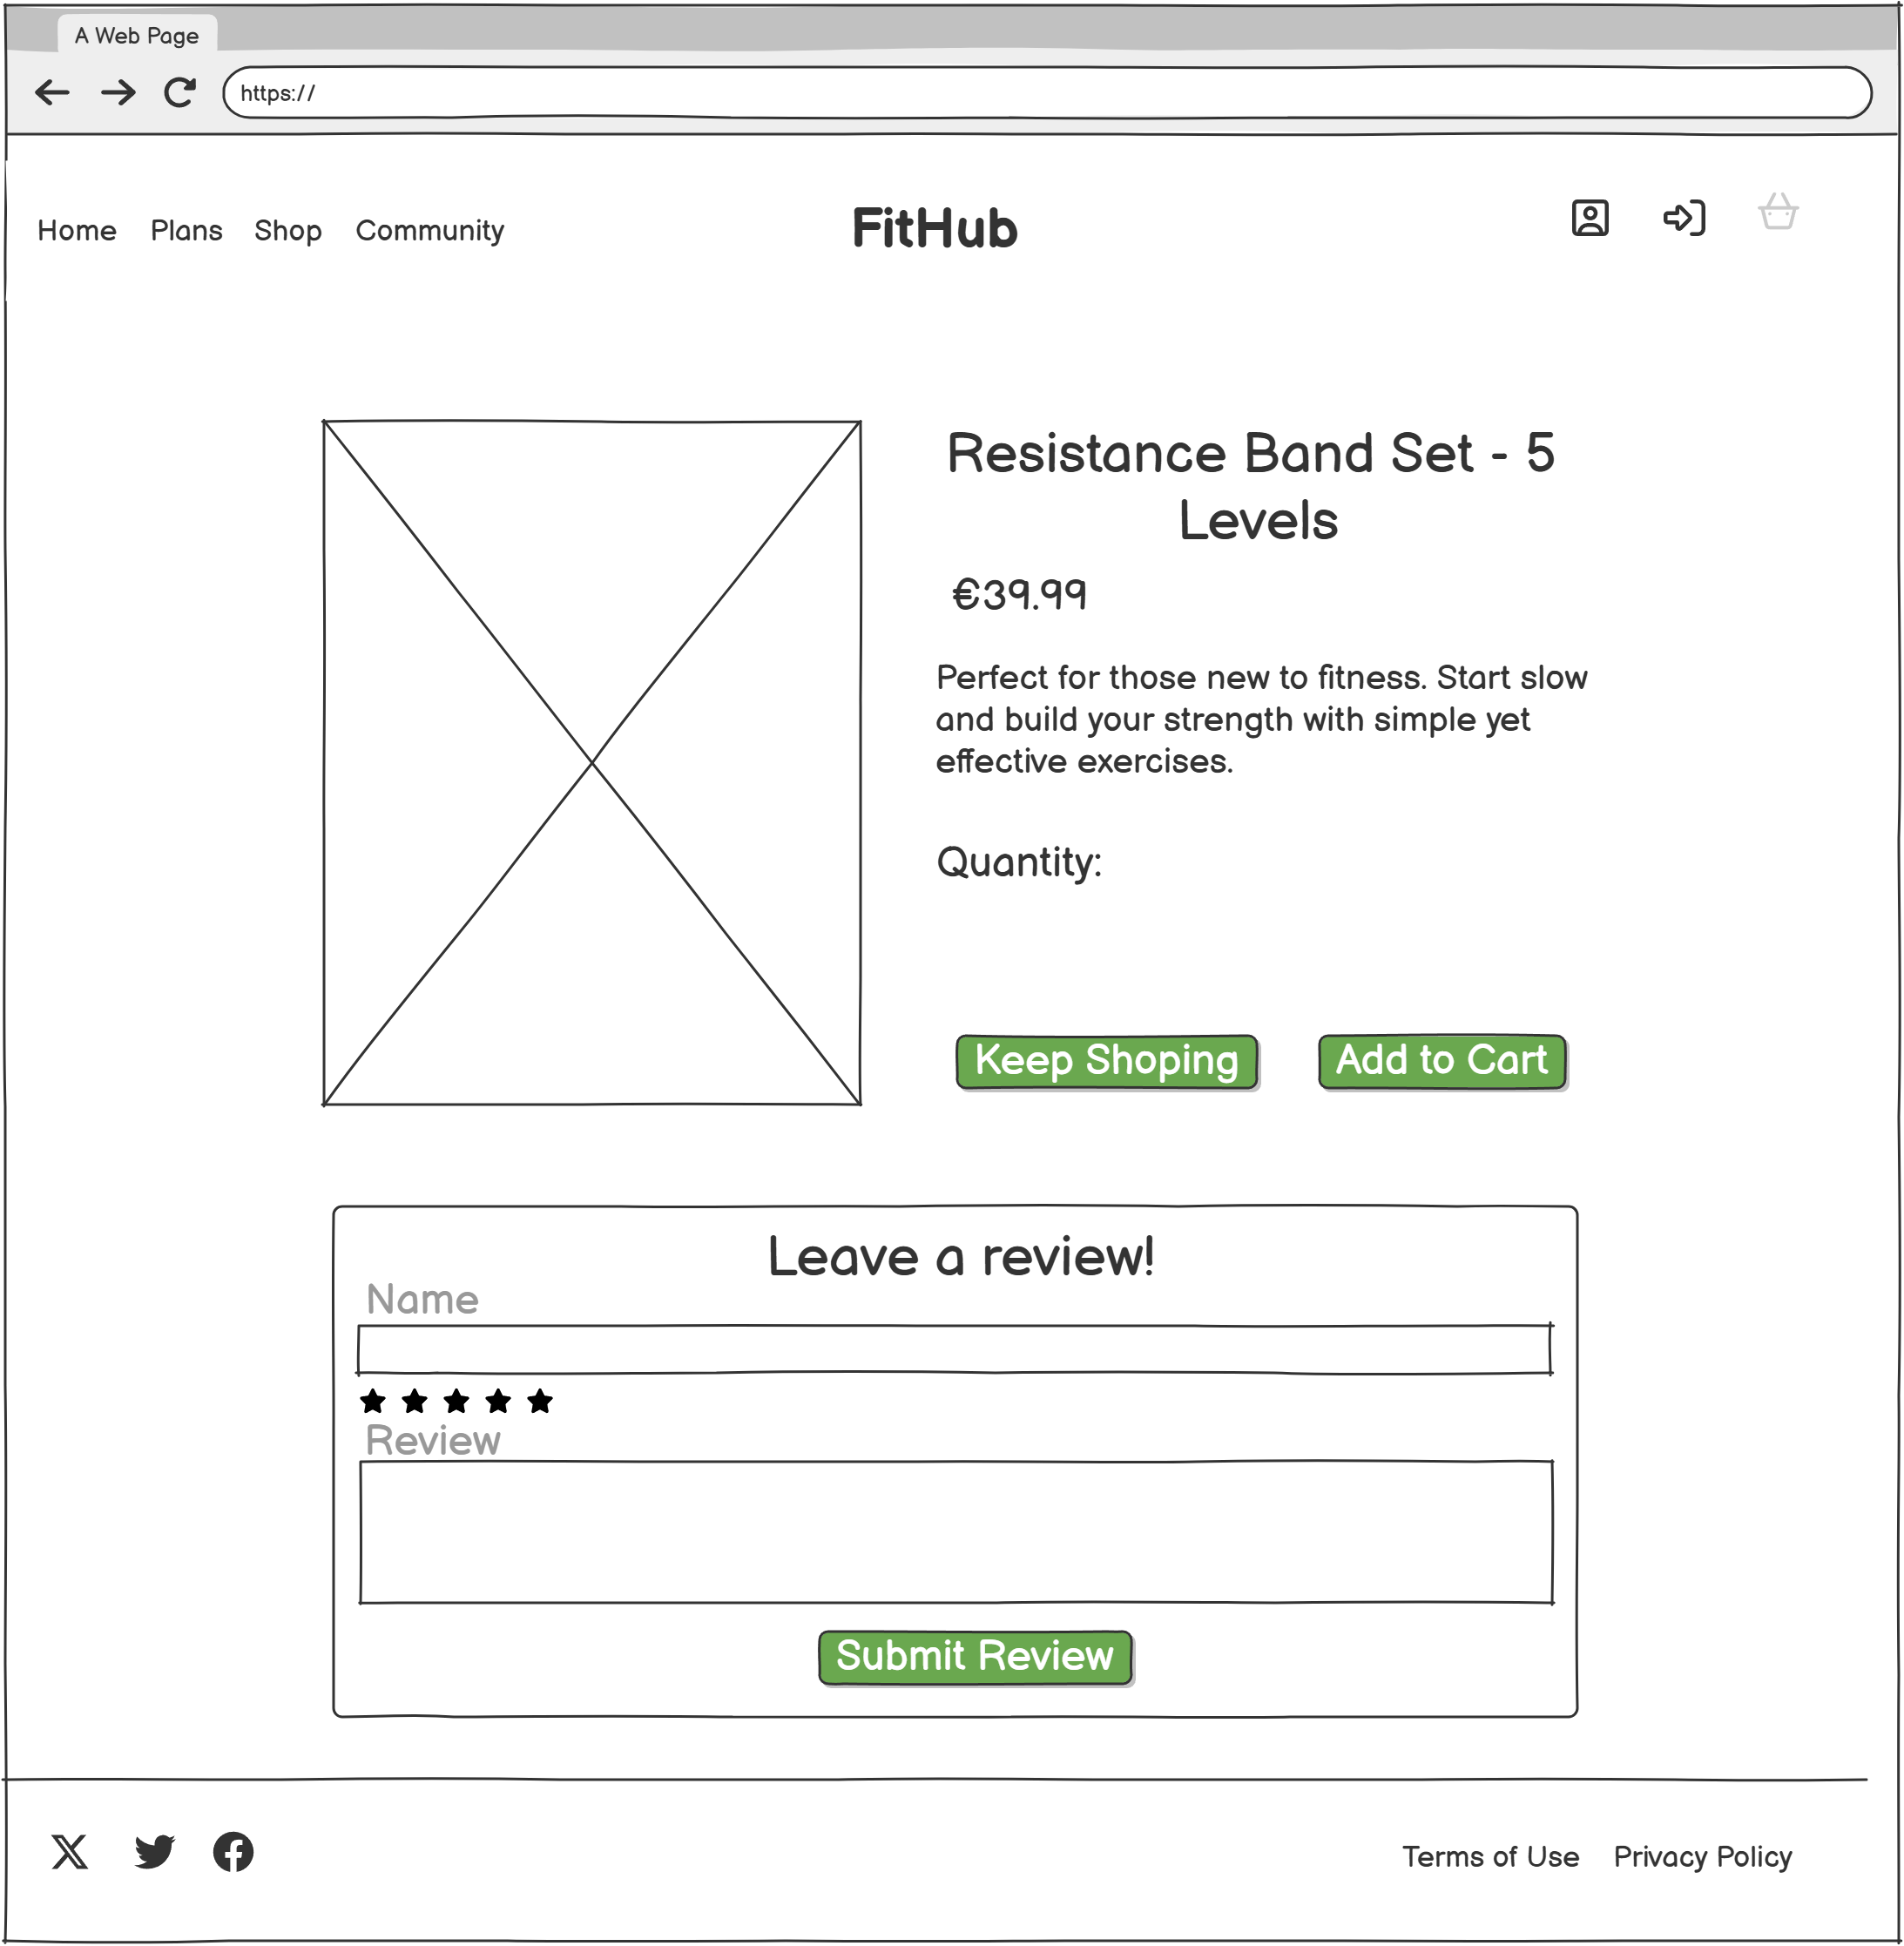 A Web Page
https://
Home Plans Shop Community
FitHub
Resistance Band Set - 5
Levels
€39.99
Perfect for those new to fitness. Start slow
and build your strength with simple yet
effective exercises.
Quantity:
Keep Shoping
Add to Cart
Leave a review!
Name
Review
Submit Review
Terms of Use Privacy Policy